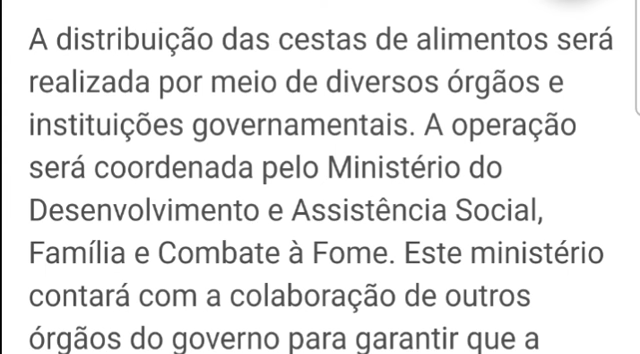 A distribuição das cestas de alimentos será
realizada por meio de diversos órgãos e
instituições governamentais. A operação
será coordenada pelo Ministério do
Desenvolvimento e Assistência Social,
Família e Combate à Fome. Este ministério
contará com a colaboração de outros
órgãos do governo para garantir que a